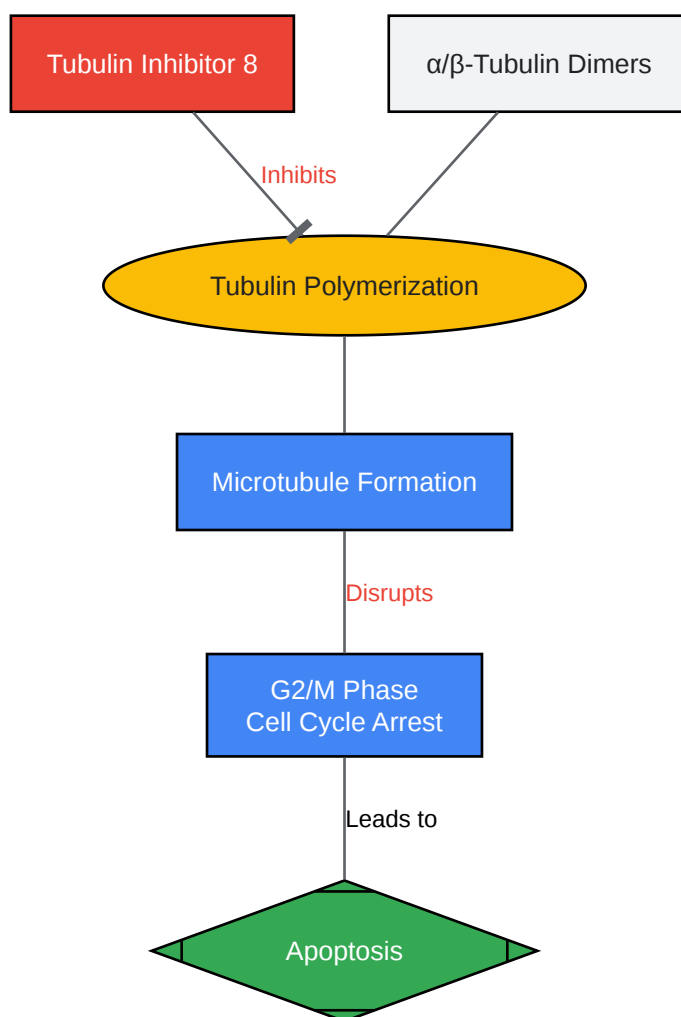 Tubulin Inhibitor 8
α/β-Tubulin Dimers
Inhibits
Tubulin Polymerization
Microtubule Formation
Disrupts
G2/M Phase
Cell Cycle Arrest
Leads to
Apoptosis